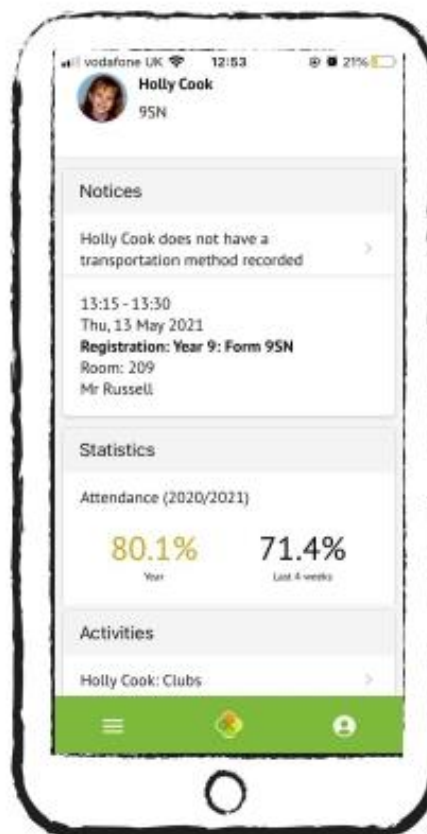 vodafone UK 12:53 21%
Holly Cook
9SN
Notices
Holly Cook does not have a
transportation method recorded
13:15 - 13:30
Thu, 13 May 2021
Registration: Year 9: Form 9SN
Room: 209
Mr Russell
Statistics
Attendance (2020/2021)
80.1% 71.4%
Year Last 4 weeks
Activities
Holly Cook: Clubs